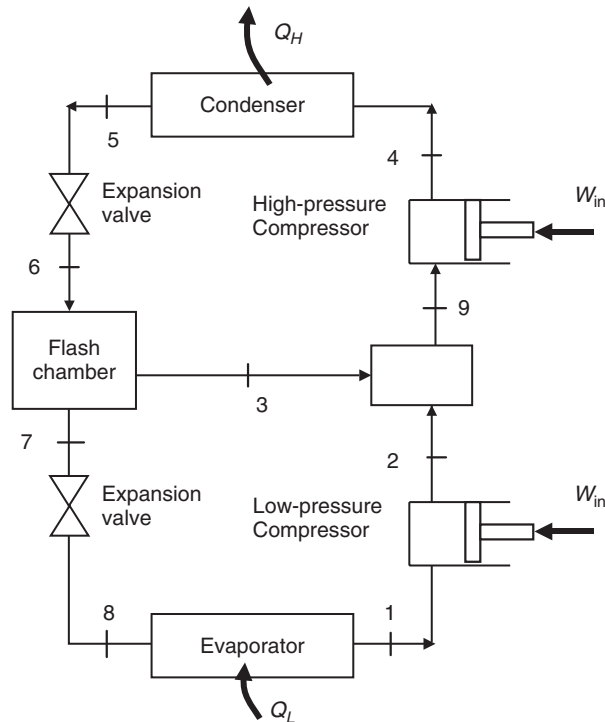 Q_H
Condenser
5
4
Expansion
valve
High-pressure
Compressor
W_in
6
9
Flash
chamber
3
7
2
Expansion
valve
Low-pressure
Compressor
W_in
8
1
Evaporator
Q_L